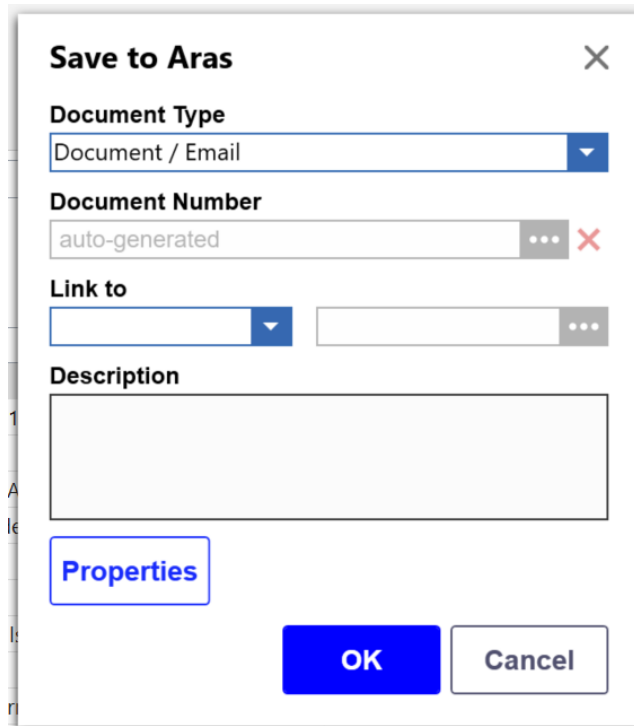 Save to Aras
Document Type
Document / Email
Document Number
auto-generated
Link to
Description
Properties
OK
Cancel